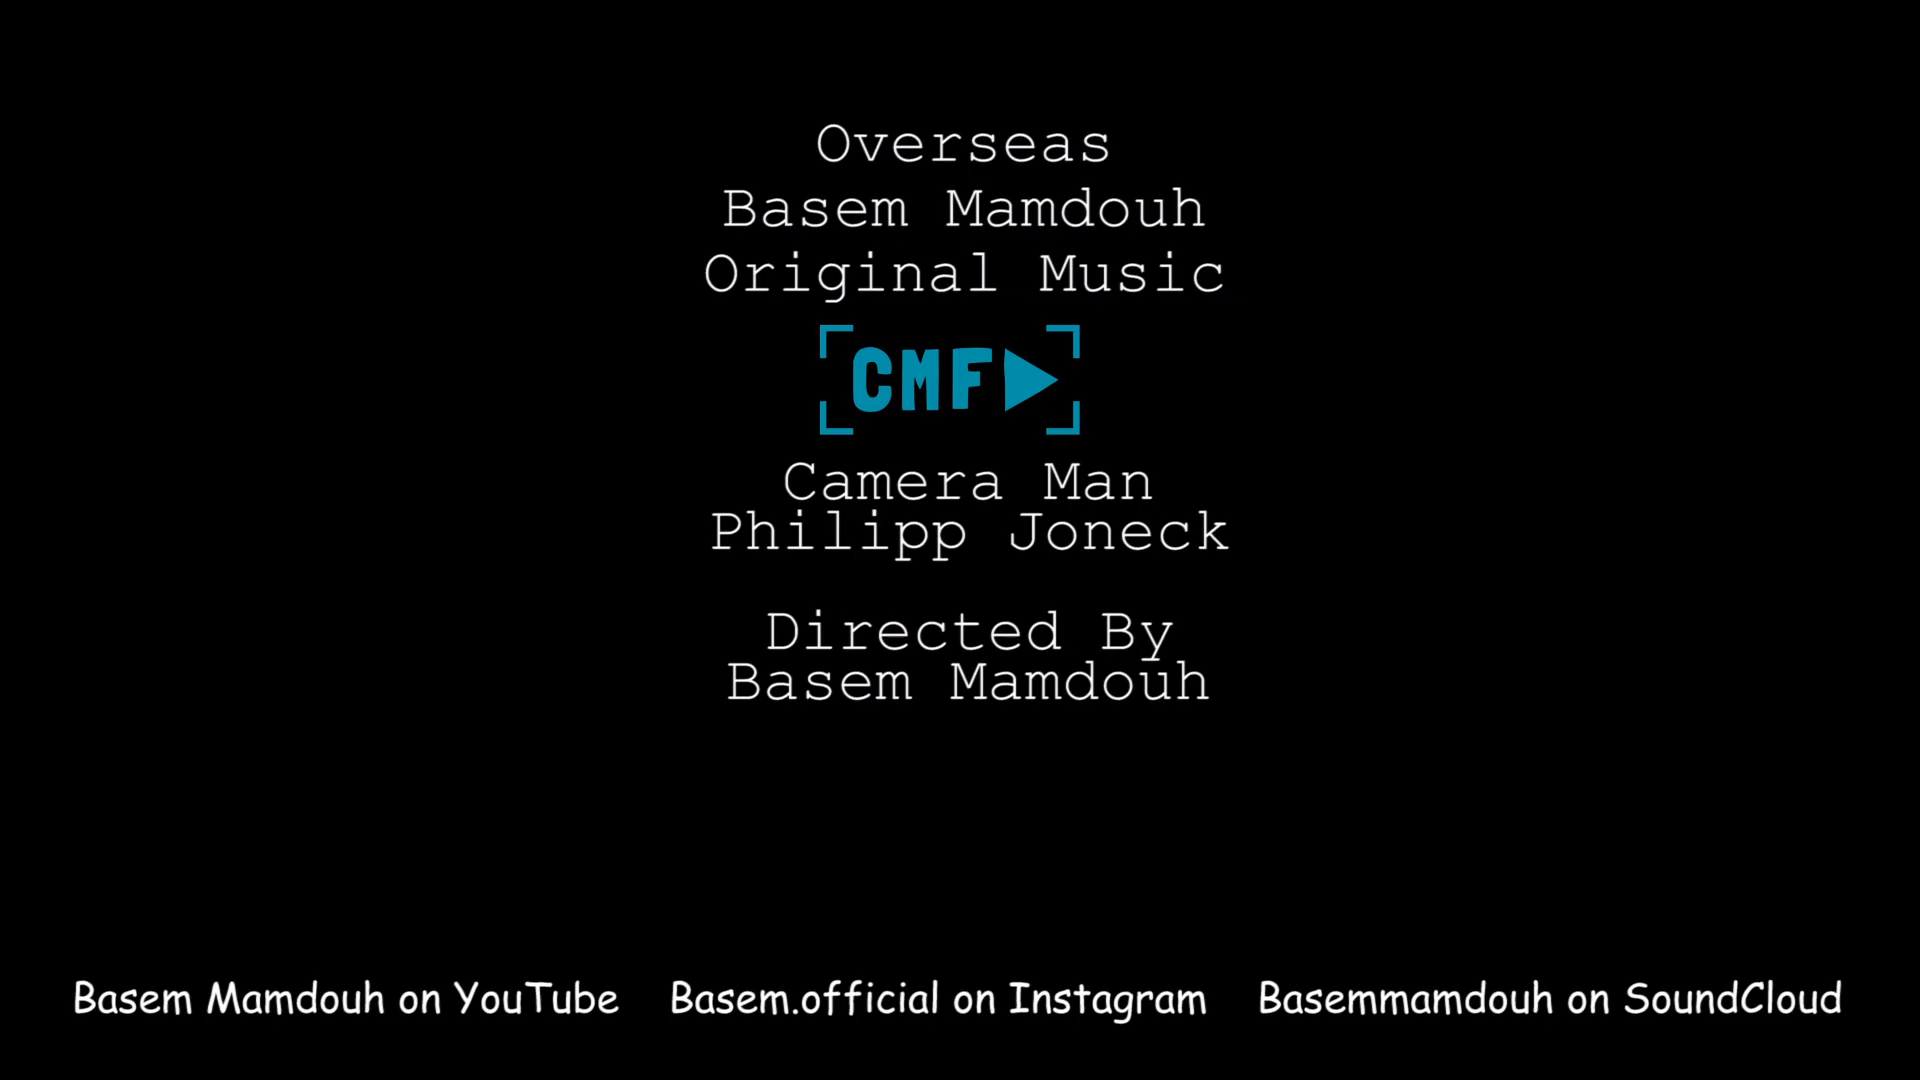 Overseas
Basem Mamdouh
Original Music
CMF
Camera Man
Philipp Joneck
Directed By
Basem Mamdouh
Basem Mamdouh on YouTube Basem.official on Instagram Basemmamdouh on SoundCloud